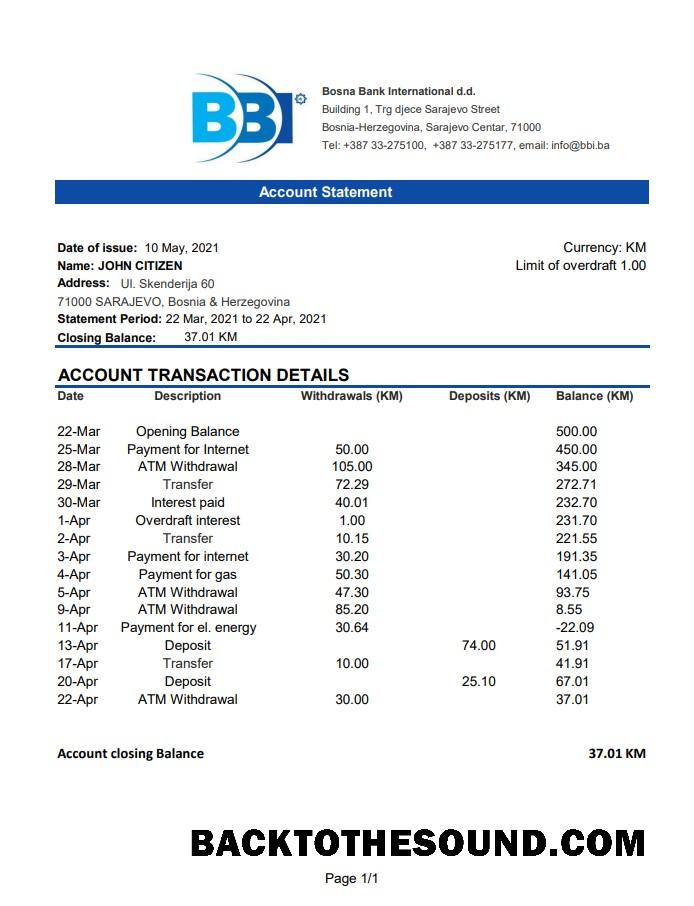 BBI
Bosna Bank International d.d.
Building 1, Trg djece Sarajevo Street
Bosnia-Herzegovina, Sarajevo Centar, 71000
Tel: +387 33-275100, +387 33-275177, email: info@bbi.ba
Account Statement
Date of issue: 10 May, 2021
Currency: KM
Name: JOHN CITIZEN
Limit of overdraft 1.00
Address: Ul. Skenderija 60
71000 SARAJEVO, Bosnia & Herzegovina
Statement Period: 22 Mar, 2021 to 22 Apr, 2021
Closing Balance: 37.01 KM
ACCOUNT TRANSACTION DETAILS
Date Description Withdrawals (KM) Deposits (KM) Balance (KM)
22-Mar Opening Balance 500.00
25-Mar Payment for Internet 50.00 450.00
28-Mar ATM Withdrawal 105.00 345.00
29-Mar Transfer 72.29 272.71
30-Mar Interest paid 40.01 232.70
1-Apr Overdraft interest 1.00 231.70
2-Apr Transfer 10.15 221.55
3-Apr Payment for internet 30.20 191.35
4-Apr Payment for gas 50.30 141.05
5-Apr ATM Withdrawal 47.30 93.75
9-Apr ATM Withdrawal 85.20 8.55
11-Apr Payment for el. energy 30.64 -22.09
13-Apr Deposit 74.00 51.91
17-Apr Transfer 10.00 41.91
20-Apr Deposit 25.10 67.01
22-Apr ATM Withdrawal 30.00 37.01
Account closing Balance 37.01 KM
BACKTOTHESOUND.COM
Page 1/1